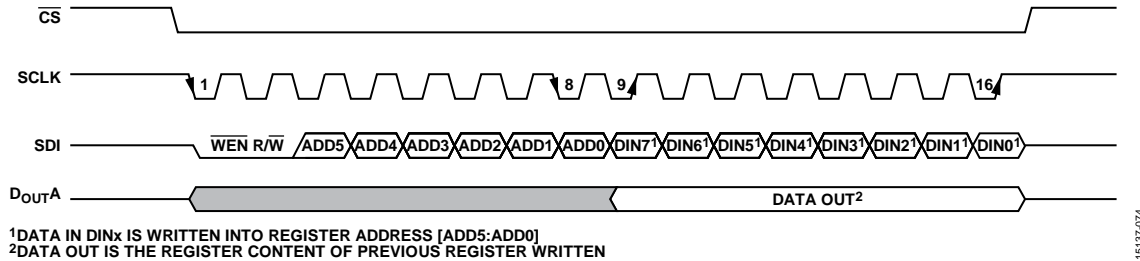 CS
SCLK 1 8 9 16
SDI WEN R/W ADD5 ADD4 ADD3 ADD2 ADD1 ADD0 DIN7¹ DIN6¹ DIN5¹ DIN4¹ DIN3¹ DIN2¹ DIN1¹ DIN0¹
DOUTA DATA OUT²
¹DATA IN DINx IS WRITTEN INTO REGISTER ADDRESS [ADD5:ADD0]
²DATA OUT IS THE REGISTER CONTENT OF PREVIOUS REGISTER WRITTEN
15137-074